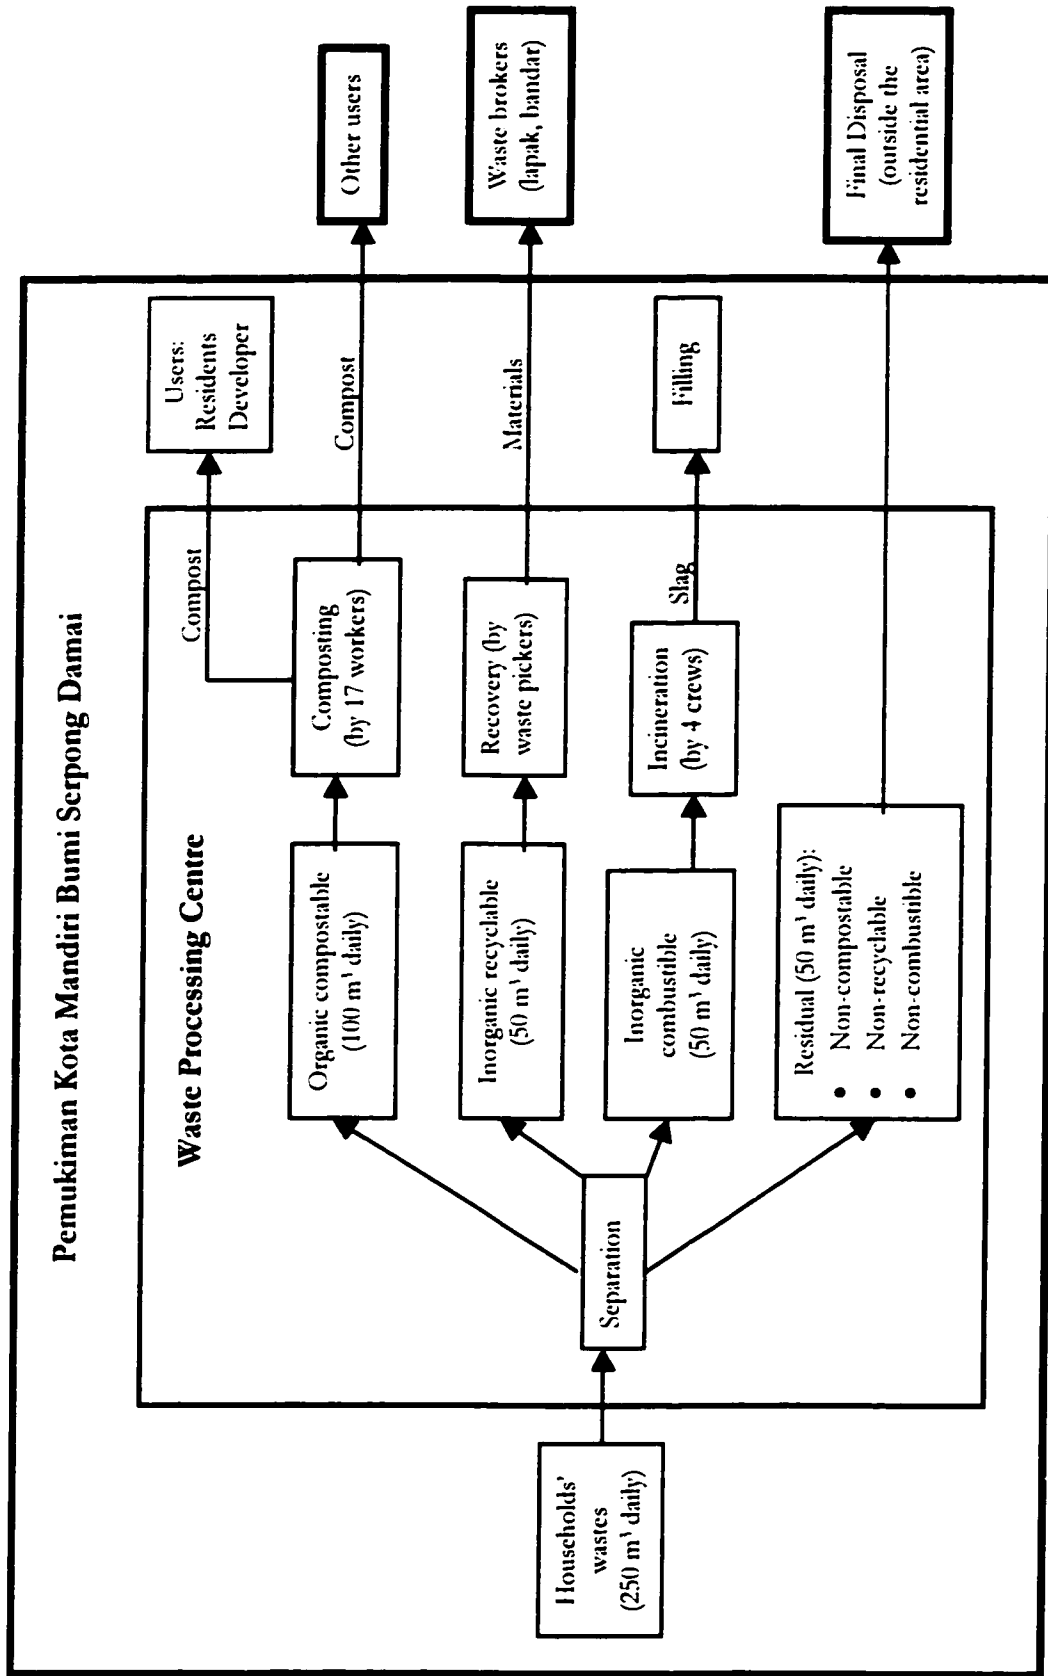 Pemukiman Kota Mandiri Bumi Serpong Damai
Waste Processing Centre
Households'
wastes
(250 m³ daily)
Separation
Organic compostable
(100 m³ daily)
Composting
(by 17 workers)
Compost
Users:
Residents
Developer
Compost
Other users
Inorganic recyclable
(50 m³ daily)
Recovery (by
waste pickers)
Materials
Waste brokers
(lapak, bandar)
Inorganic
combustible
(50 m³ daily)
Incineration
(by 4 crews)
Slag
Filling
Residual (50 m³ daily):
• Non-compostable
• Non-recyclable
• Non-combustible
Final Disposal
(outside the
residential area)